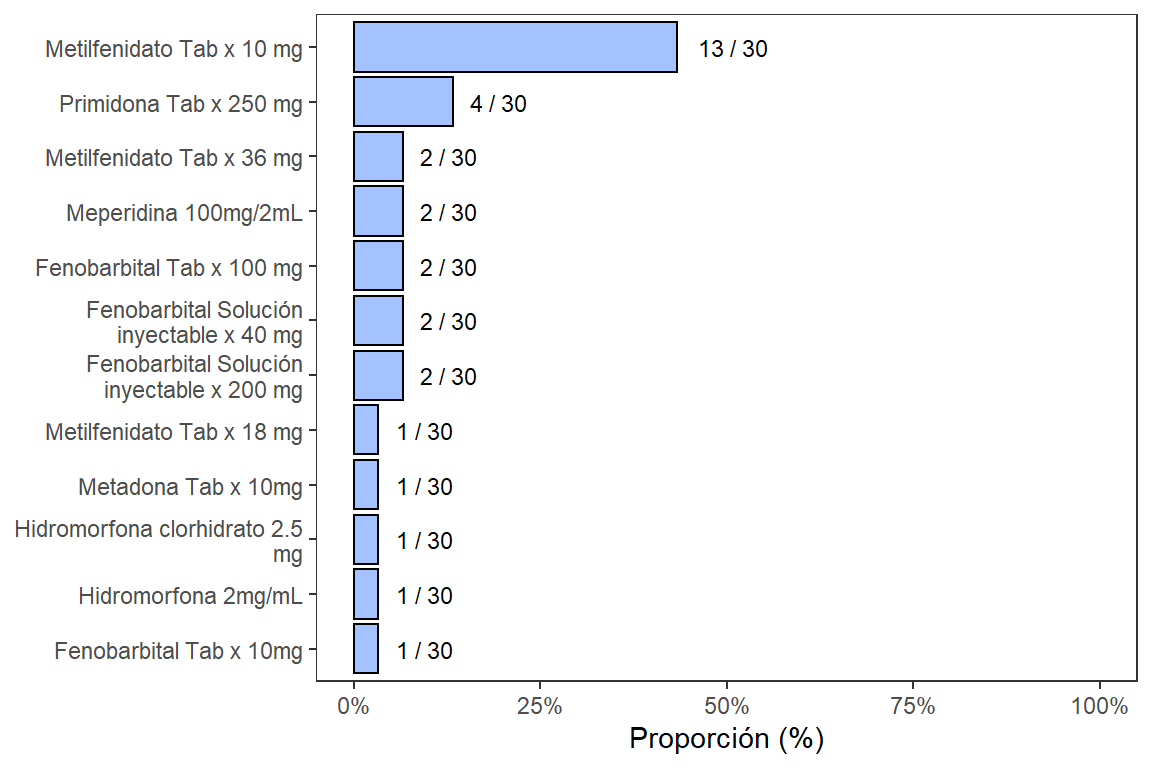 Metilfenidato Tab x 10 mg
13 / 30
Primidona Tab x 250 mg
4 / 30
Metilfenidato Tab x 36 mg
2 / 30
Meperidina 100mg/2mL
2 / 30
Fenobarbital Tab x 100 mg
2 / 30
Fenobarbital Solución
inyectable x 40 mg
2 / 30
Fenobarbital Solución
inyectable x 200 mg
2 / 30
Metilfenidato Tab x 18 mg
1 / 30
Metadona Tab x 10mg
1 / 30
Hidromorfona clorhidrato 2.5
mg
1 / 30
Hidromorfona 2mg/mL
1 / 30
Fenobarbital Tab x 10mg
1 / 30
0%
25%
50%
75%
100%
Proporción (%)